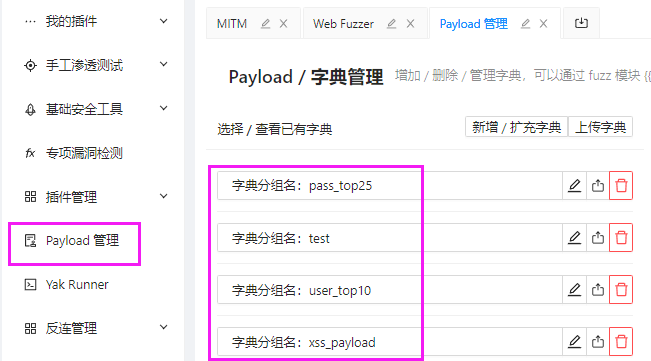 我的插件
手工渗透测试
基础安全工具
fx 专项漏洞检测
插件管理
Payload 管理
Yak Runner
反连管理
MITM Web Fuzzer Payload 管理
Payload / 字典管理 增加 / 删除 / 管理字典，可以通过 fuzz 模块 {{
选择 / 查看已有字典 新增 / 扩充字典 上传字典
字典分组名：pass_top25
字典分组名：test
字典分组名：user_top10
字典分组名：xss_payload